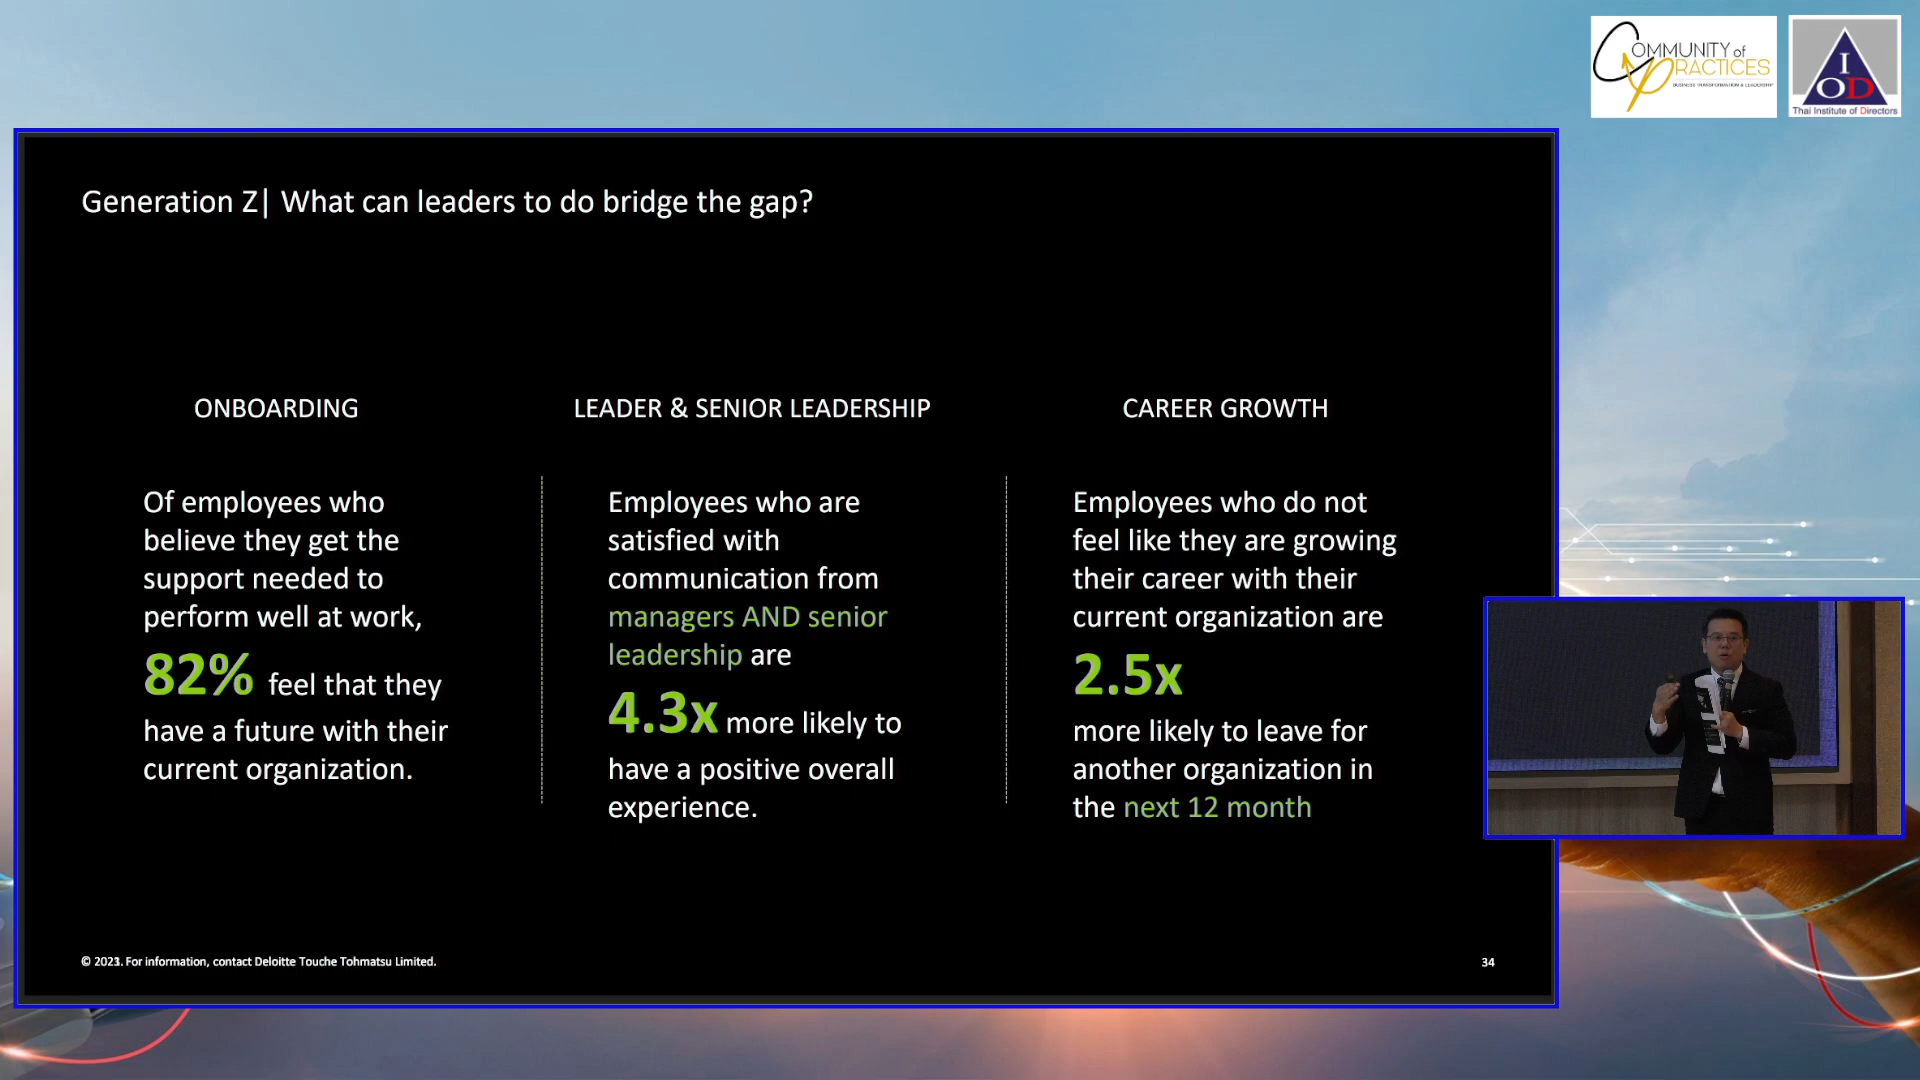 COMMUNITY of
PRACTICES
BUSINESS TRANSFORMATION & LEADERSHIP
I
OD
Thai Institute of Directors
Generation Z| What can leaders to do bridge the gap?
ONBOARDING
Of employees who
believe they get the
support needed to
perform well at work,
82% feel that they
have a future with their
current organization.
LEADER & SENIOR LEADERSHIP
Employees who are
satisfied with
communication from
managers AND senior
leadership are
4.3x more likely to
have a positive overall
experience.
CAREER GROWTH
Employees who do not
feel like they are growing
their career with their
current organization are
2.5x
more likely to leave for
another organization in
the next 12 month
For information, contact Deloitte Touche Tohmatsu Limited.
34